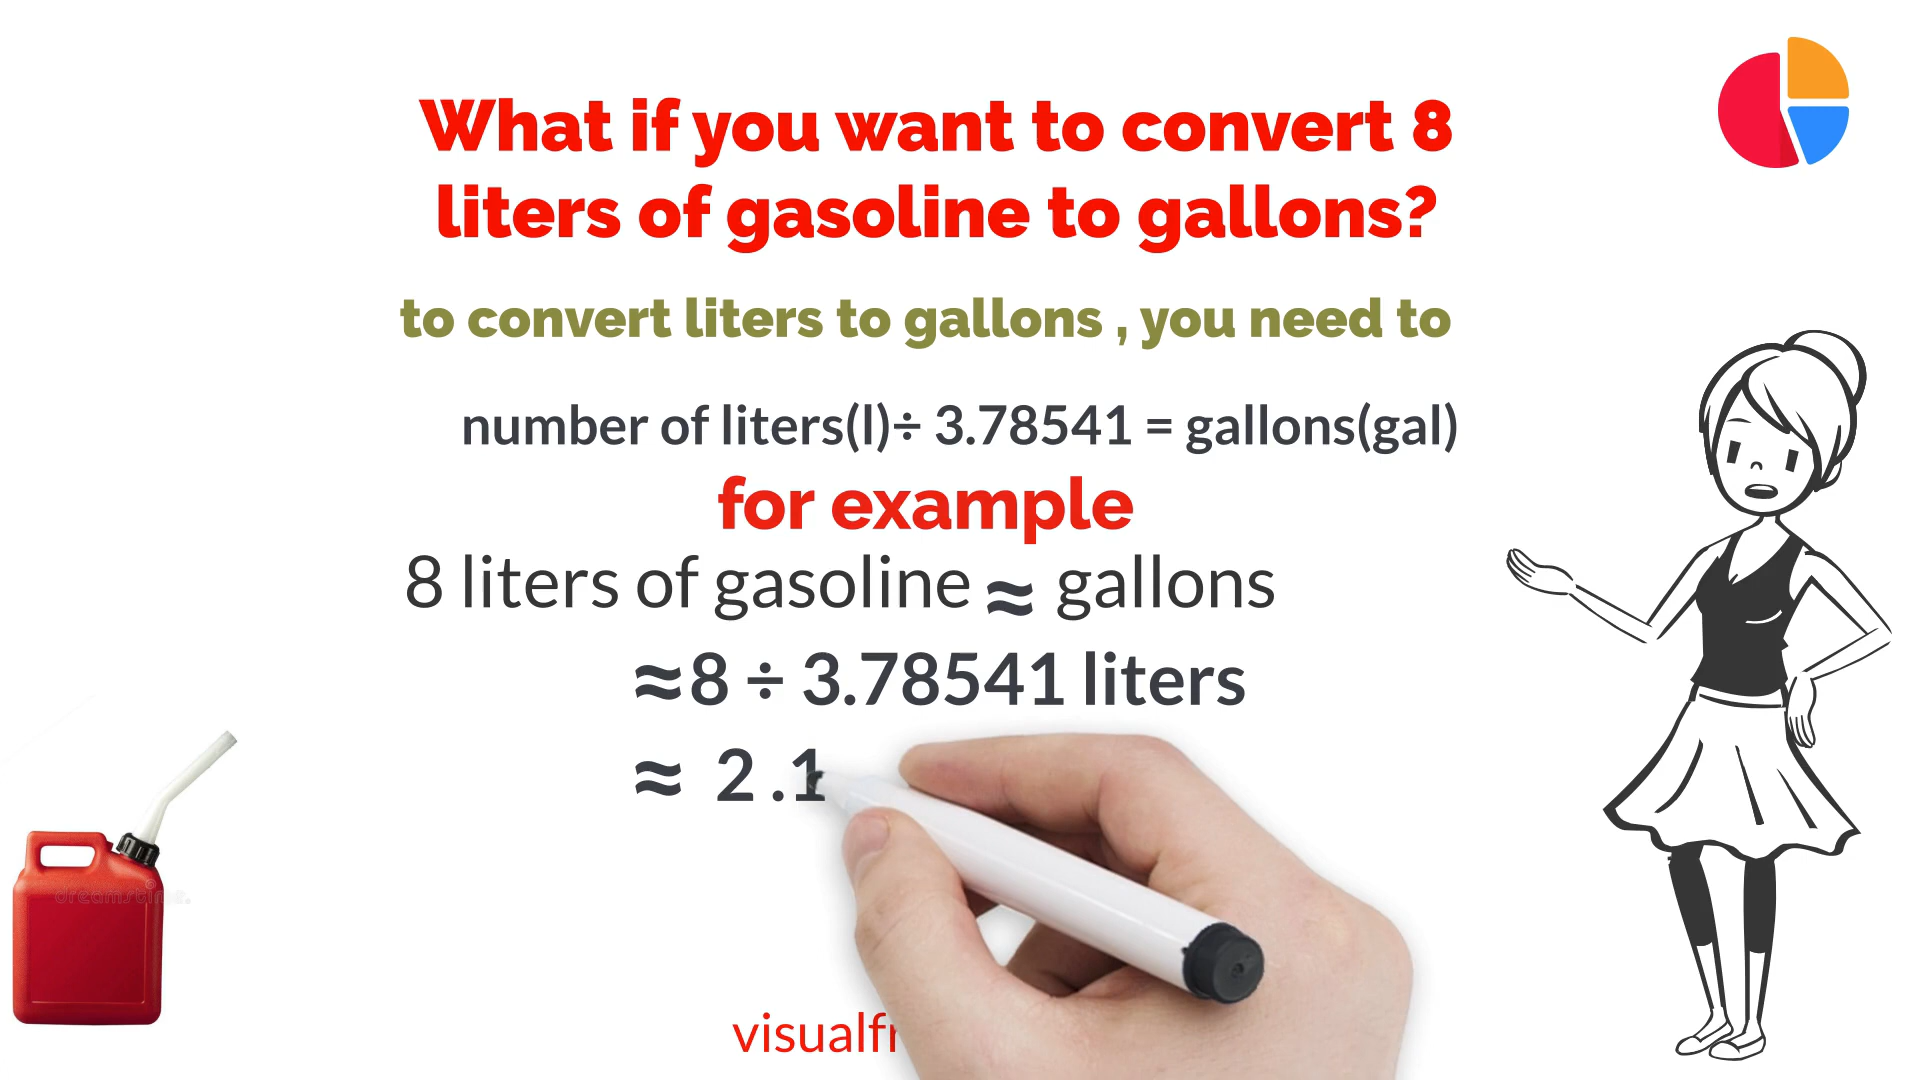 What if you want to convert 8
liters of gasoline to gallons?
to convert liters to gallons , you need to
number of liters(l)÷ 3.78541 = gallons(gal)
for example
8 liters of gasoline ≈ gallons
≈8 ÷ 3.78541 liters
≈ 2 .1
dreamstime.